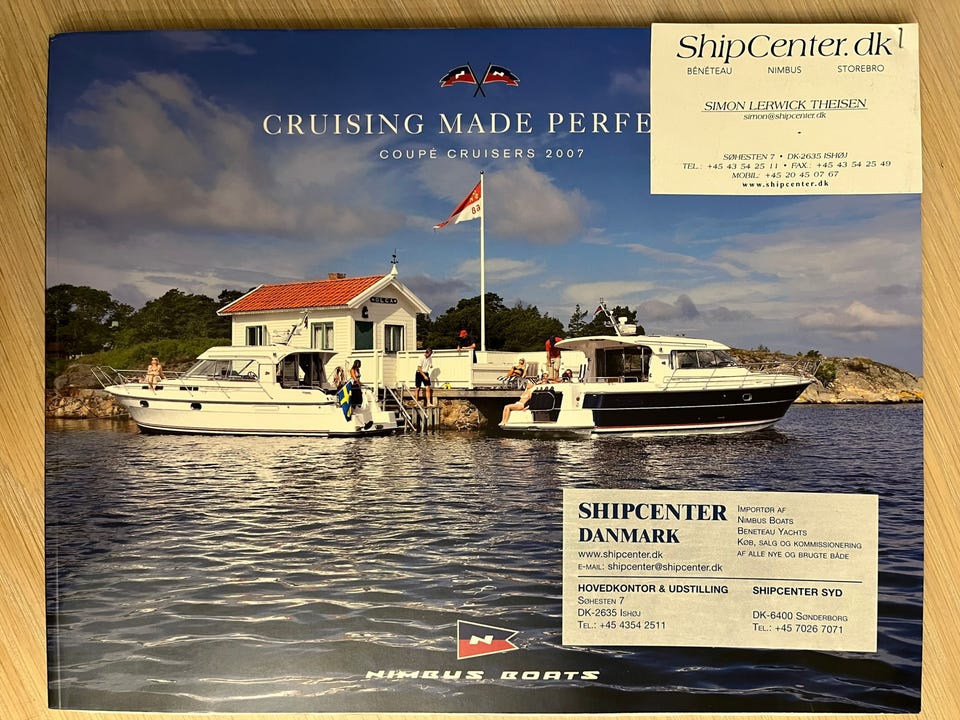 CRUISING MADE PERFE
COUPÉ CRUISERS 2007
ShipCenter.dk
BÉNÉTEAU NIMBUS STOREBRO
SIMON LERWICK THEISEN
simon@shipcenter.dk
SØHESTEN 7 • DK-2635 ISHØJ
TEL.: +45 43 54 25 11 • FAX.: +45 43 54 25 49
MOBIL: +45 20 45 07 67
www.shipcenter.dk
N N
68
OLGA
SHIPCENTER
DANMARK
www.shipcenter.dk
E-MAIL: shipcenter@shipcenter.dk
IMPORTØR AF
NIMBUS BOATS
BENETEAU YACHTS
KØB, SALG OG KOMMISSIONERING
AF ALLE NYE OG BRUGTE BÅDE
HOVEDKONTOR & UDSTILLING
SØHESTEN 7
DK-2635 ISHØJ
TEL.: +45 4354 2511
SHIPCENTER SYD
DK-6400 SØNDERBORG
TEL.: +45 7026 7071
N
NIMBUS BOATS